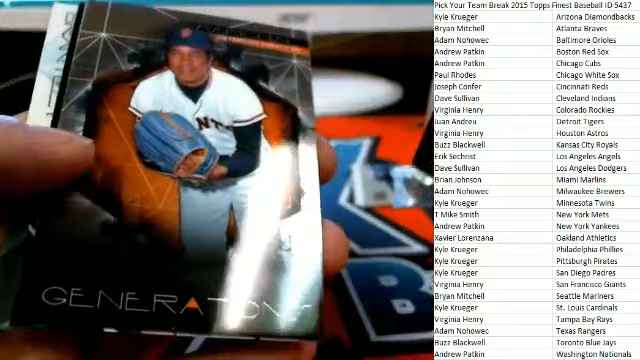 Pick Your Team Break 2015 Topps Finest Baseball ID 5437
Kyle Krueger Arizona Diamondbacks
Bryan Mitchell Atlanta Braves
Adam Nohowec Baltimore Orioles
Andrew Patkin Boston Red Sox
Andrew Patkin Chicago Cubs
Paul Rhodes Chicago White Sox
Joseph Confer Cincinnati Reds
Dave Sullivan Cleveland Indians
Virginia Henry Colorado Rockies
Juan Andreu Detroit Tigers
Virginia Henry Houston Astros
Buzz Blackwell Kansas City Royals
Erik Sechrist Los Angeles Angels
Dave Sullivan Los Angeles Dodgers
Brian Johnson Miami Marlins
Adam Nohowec Milwaukee Brewers
Kyle Krueger Minnesota Twins
T Mike Smith New York Mets
Andrew Patkin New York Yankees
Xavier Lorenzana Oakland Athletics
Kyle Krueger Philadelphia Phillies
Kyle Krueger Pittsburgh Pirates
Kyle Krueger San Diego Padres
Virginia Henry San Francisco Giants
Bryan Mitchell Seattle Mariners
Kyle Krueger St. Louis Cardinals
Virginia Henry Tampa Bay Rays
Adam Nohowec Texas Rangers
Buzz Blackwell Toronto Blue Jays
Andrew Patkin Washington Nationals
GENERATIONS